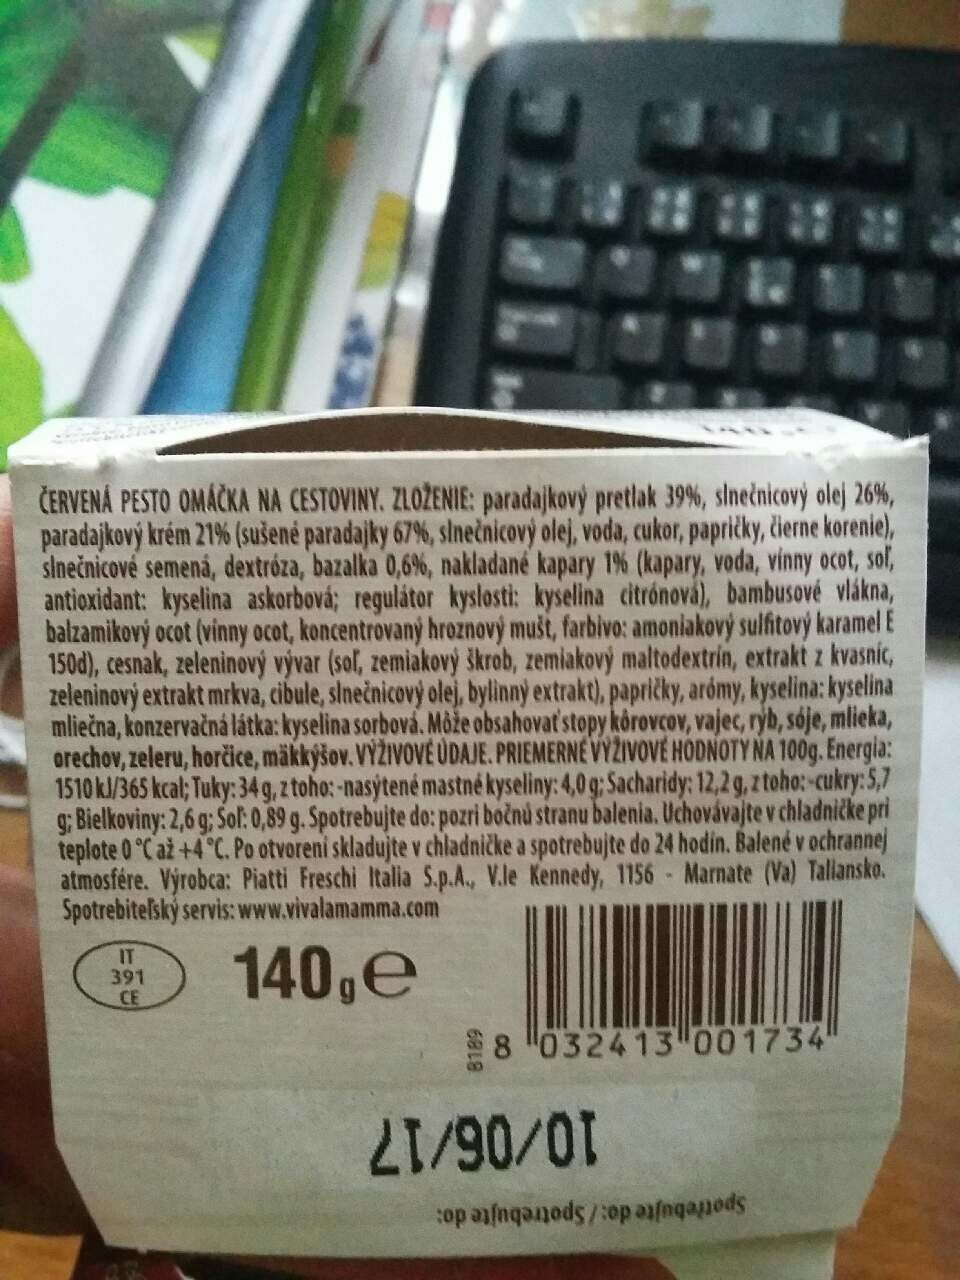 140 g e
ČERVENÁ PESTO OMÁČKA NA CESTOVINY. ZLOŽENIE: paradajkový pretlak 39%, slnečnicový olej 26%,
paradajkový krém 21% (sušené paradajky 67%, slnečnicový olej, voda, cukor, papričky, čierne korenie),
slnečnicové semená, dextróza, bazalka 0,6%, nakladané kapary 1% (kapary, voda, vínny ocot, soľ,
antioxidant: kyselina askorbová; regulátor kyslosti: kyselina citrónová), bambusové vlákna,
balzamikový ocot (vínny ocot, koncentrovaný hroznový mušt, farbivo: amoniakový sulfitový karamel E
150d), cesnak, zeleninový vývar (soľ, zemiakový škrob, zemiakový maltodextrín, extrakt z kvasníc,
zeleninový extrakt mrkva, cibule, slnečnicový olej, bylinný extrakt), papričky, arómy, kyselina: kyselina
mliečna, konzervačná látka: kyselina sorbová. Môže obsahovať stopy kôrovcov, vajec, rýb, sóje, mlieka,
orechov, zeleru, horčice, mäkkýšov. VÝŽIVOVÉ ÚDAJE. PRIEMERNÉ VÝŽIVOVÉ HODNOTY NA 100g. Energia:
1510 kJ/365 kcal; Tuky: 34 g, z toho: -nasýtené mastné kyseliny: 4,0 g; Sacharidy: 12,2 g, z toho: -cukry: 5,7
g; Bielkoviny: 2,6 g; Soľ: 0,89 g. Spotrebujte do: pozri bočnú stranu balenia. Uchovávajte v chladničke pri
teplote 0 °C až +4 °C. Po otvorení skladujte v chladničke a spotrebujte do 24 hodín. Balené v ochrannej
atmosfére. Výrobca: Piatti Freschi Italia S.p.A., V.le Kennedy, 1156 - Marnate (Va) Taliansko.
Spotrebiteľský servis: www.vivalamamma.com
IT
391
CE
140 g e
8189
8 032413 001734
10/06/17
Spotřebujte do: / Spotrebujte do: